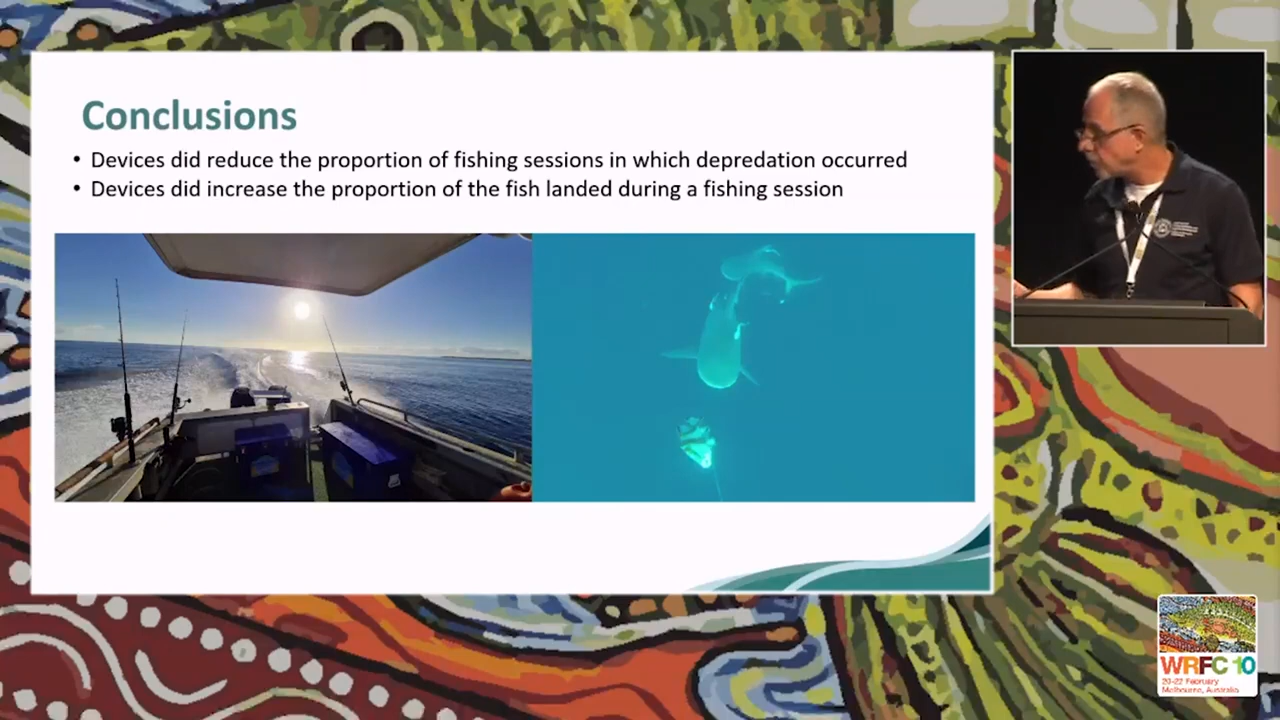 Conclusions
• Devices did reduce the proportion of fishing sessions in which depredation occurred
• Devices did increase the proportion of the fish landed during a fishing session
WRFC 10
20-22 February
Melbourne, Australia